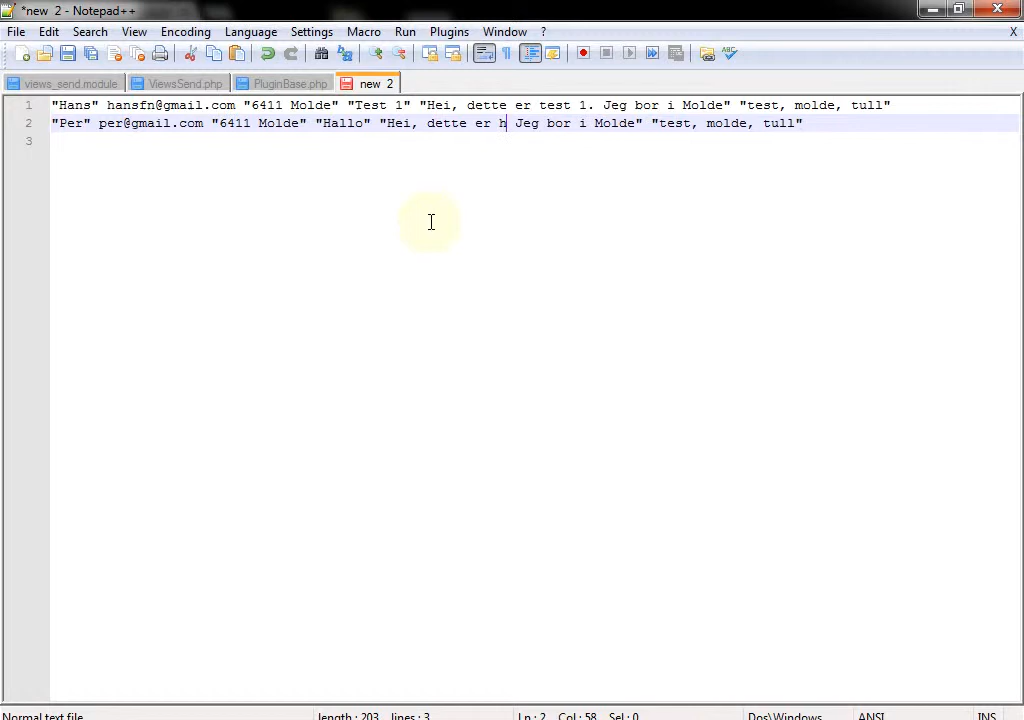 *new 2 - Notepad++
File Edit Search View Encoding Language Settings Macro Run Plugins Window ? X
views_send.module ViewsSend.php PluginBase.php new 2
1 "Hans" hansfn@gmail.com "6411 Molde" "Test 1" "Hei, dette er test 1. Jeg bor i Molde" "test, molde, tull"
2 "Per" per@gmail.com "6411 Molde" "Hallo" "Hei, dette er h Jeg bor i Molde" "test, molde, tull"
3
Normal text file length : 203 lines : 3 Ln : 2 Col : 58 Sel : 0 Dos\Windows ANSI INS